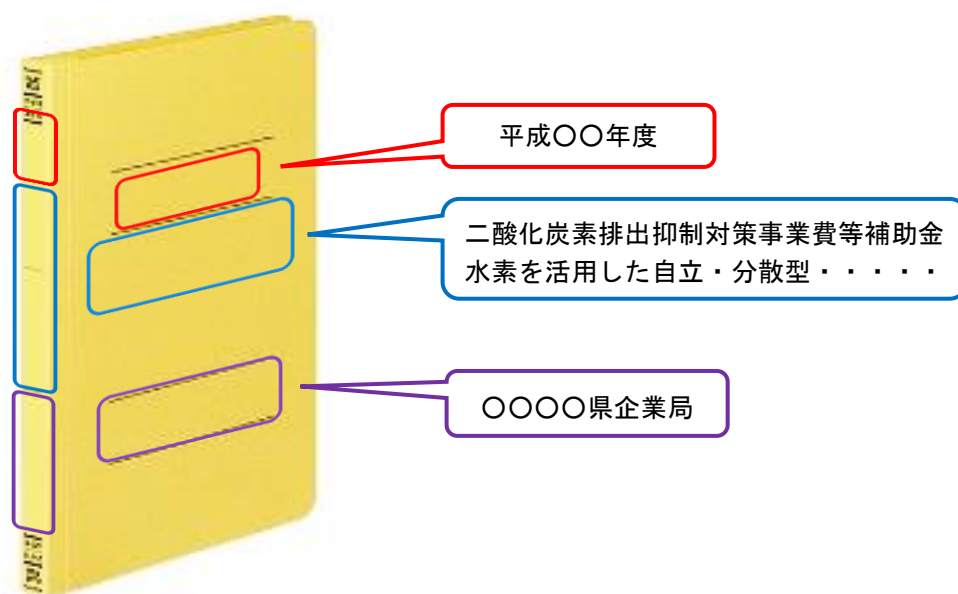 平成〇〇年度
二酸化炭素排出抑制対策事業費等補助金
水素を活用した自立・分散型・・・・・
〇〇〇〇県企業局